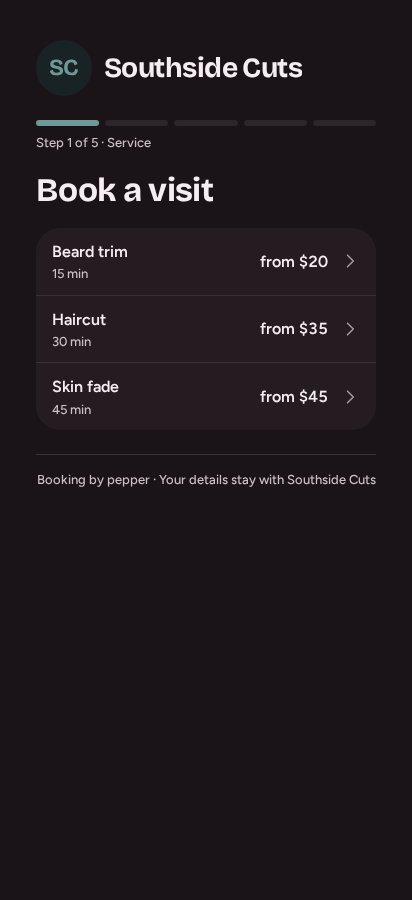 SC
Southside Cuts
Step 1 of 5 · Service
Book a visit
Beard trim
from $20
15 min
Haircut
from $35
30 min
Skin fade
from $45
45 min
Booking by pepper · Your details stay with Southside Cuts